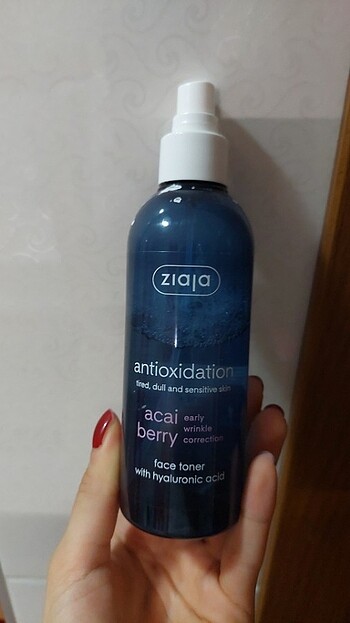 ziaja
antioxidation
tired, dull and sensitive skin
acai early
berry wrinkle
correction
face toner
with hyaluronic acid